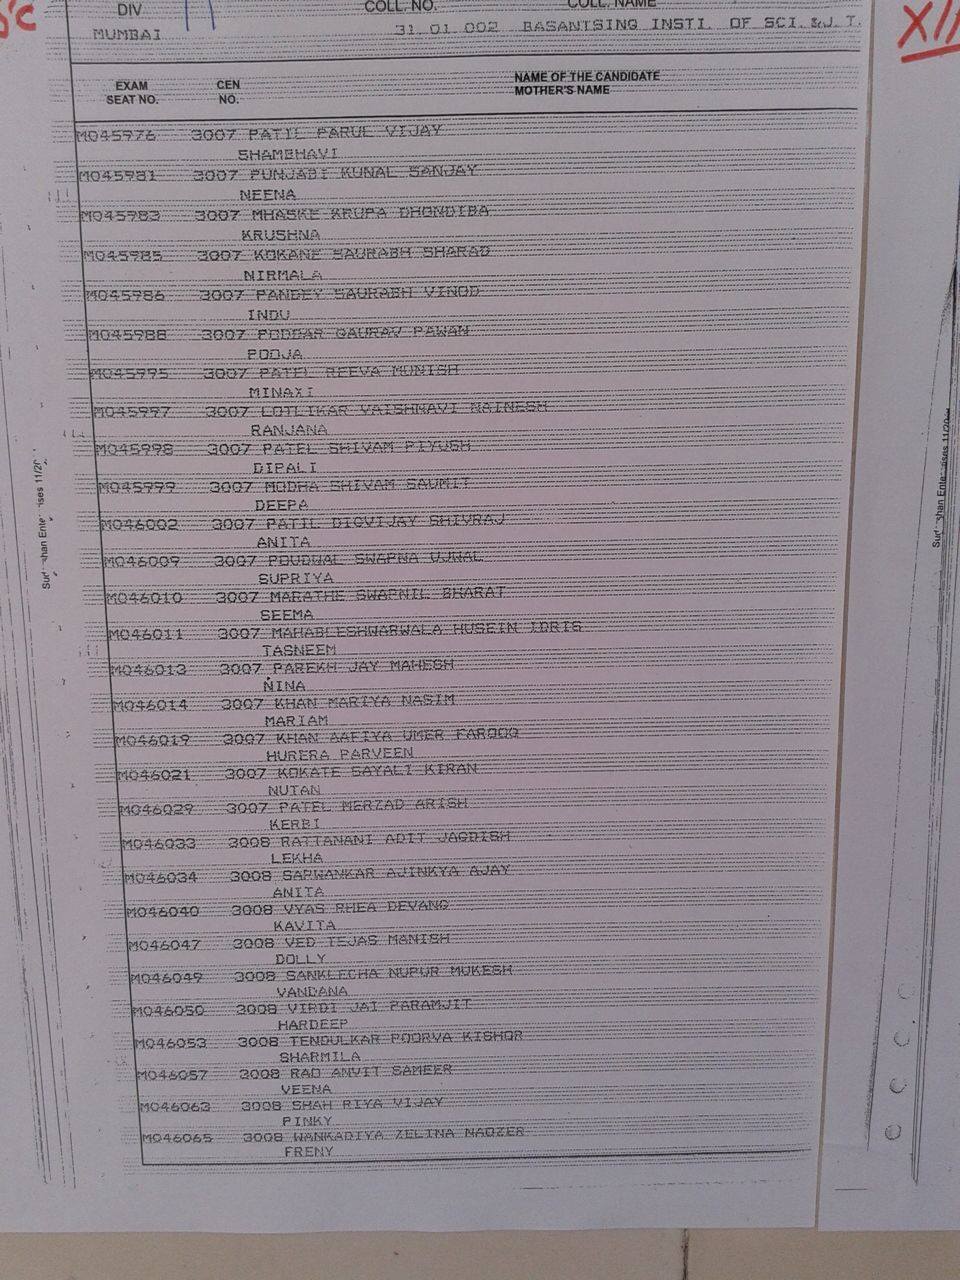 DIV
COLL. NO.
COLL. NAME
MUMBAI
31 01 002 BASANTSING INSTI. OF SCI. & J. T.
EXAM SEAT NO.
CEN NO.
NAME OF THE CANDIDATE
MOTHER'S NAME
M045976 3007 PATIL PARUL VIJAY
SHAMBHAVI
M045981 3007 PUNJABI KUNAL SANJAY
NEENA
M045983 3007 MHASKE KRUPA DHONDIBA
KRUSHNA
M045985 3007 KOKANE SAURABH SHARAD
NIRMALA
M045986 3007 PANDEY SAURABH VINOD
INDU
M045988 3007 PODDAR GAURAV PAWAN
POOJA
M045995 3007 PATEL REEVA MUNISH
MINAXI
M045997 3007 LOTLIKAR VAISHNAVI NAINESH
RANJANA
M045998 3007 PATEL SHIVAM PIYUSH
DIPALI
M045999 3007 MODHA SHIVAM SAUMIT
DEEPA
M046002 3007 PATIL DIGVIJAY SHIVRAJ
ANITA
M046009 3007 POUDWAL SWAPNA UJWAL
SUPRIYA
M046010 3007 MARATHE SWAPNIL BHARAT
SEEMA
M046011 3007 MAHABLESHWARWALA HUSEIN IDRIS
TASNEEM
M046013 3007 PAREKH JAY MAHESH
NINA
M046014 3007 KHAN MARIYA NASIM
MARIAM
M046019 3007 KHAN AAFIYA UMER FAROOQ
HURERA PARVEEN
M046021 3007 KOKATE SAYALI KIRAN
NUTAN
M046029 3007 PATEL MERZAD ARISH
KERBI
M046033 3008 RATTANANI ADIT JAGDISH
LEKHA
M046034 3008 SAPWANKAR AJINKYA AJAY
ANITA
M046040 3008 VYAS RHEA DEVANG
KAVITA
M046047 3008 VED TEJAS MANISH
DOLLY
M046049 3008 SANKLECHA NUPUR MUKESH
VANDANA
M046050 3008 VIRDI JAI PARAMJIT
HARDEEP
M046053 3008 TENDULKAR POORVA KISHOR
SHARMILA
M046057 3008 RAO ANVIT SAMEER
VEENA
M046063 3008 SHAH RIYA VIJAY
PINKY
M046065 3008 WANKADIYA ZELINA NAOZER
FRENY